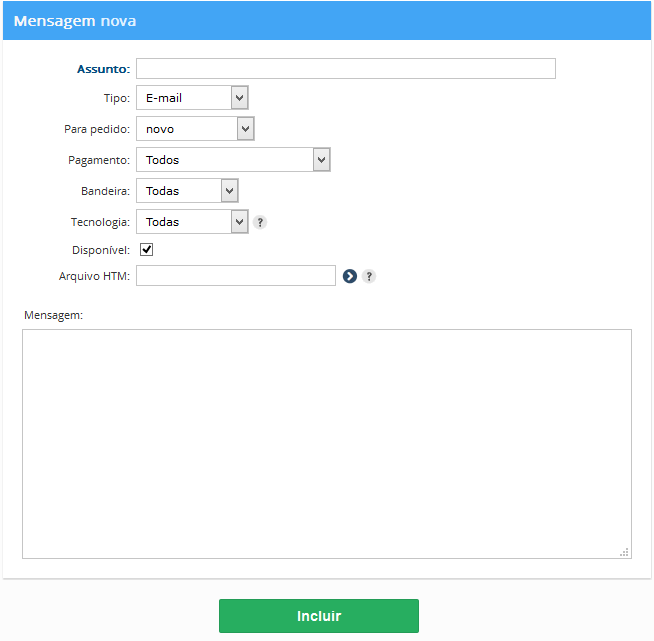 Mensagem nova
Assunto:
Tipo: E-mail
Para pedido: novo
Pagamento: Todos
Bandeira: Todas
Tecnologia: Todas ?
Disponível:
Arquivo HTM: ?
Mensagem:
Incluir